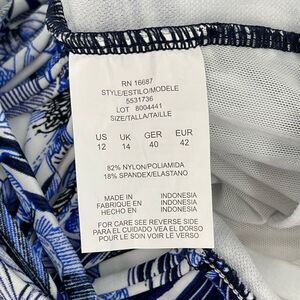 RN 16687
STYLE/ESTILO/MODELE
5531736
LOT 8004441
SIZE/TALLA/TAILLE
US UK GER EUR
12 14 40 42
82% NYLON/POLIAMIDA
18% SPANDEX/ELASTANO
MADE IN INDONESIA
FABRIQUE EN INDONESIA
HECHO EN INDONESIA
FOR CARE SEE REVERSE SIDE
PARA EL CUIDADO VEA EL DORSO
POUR LE SOIN VOIR LE VERSO